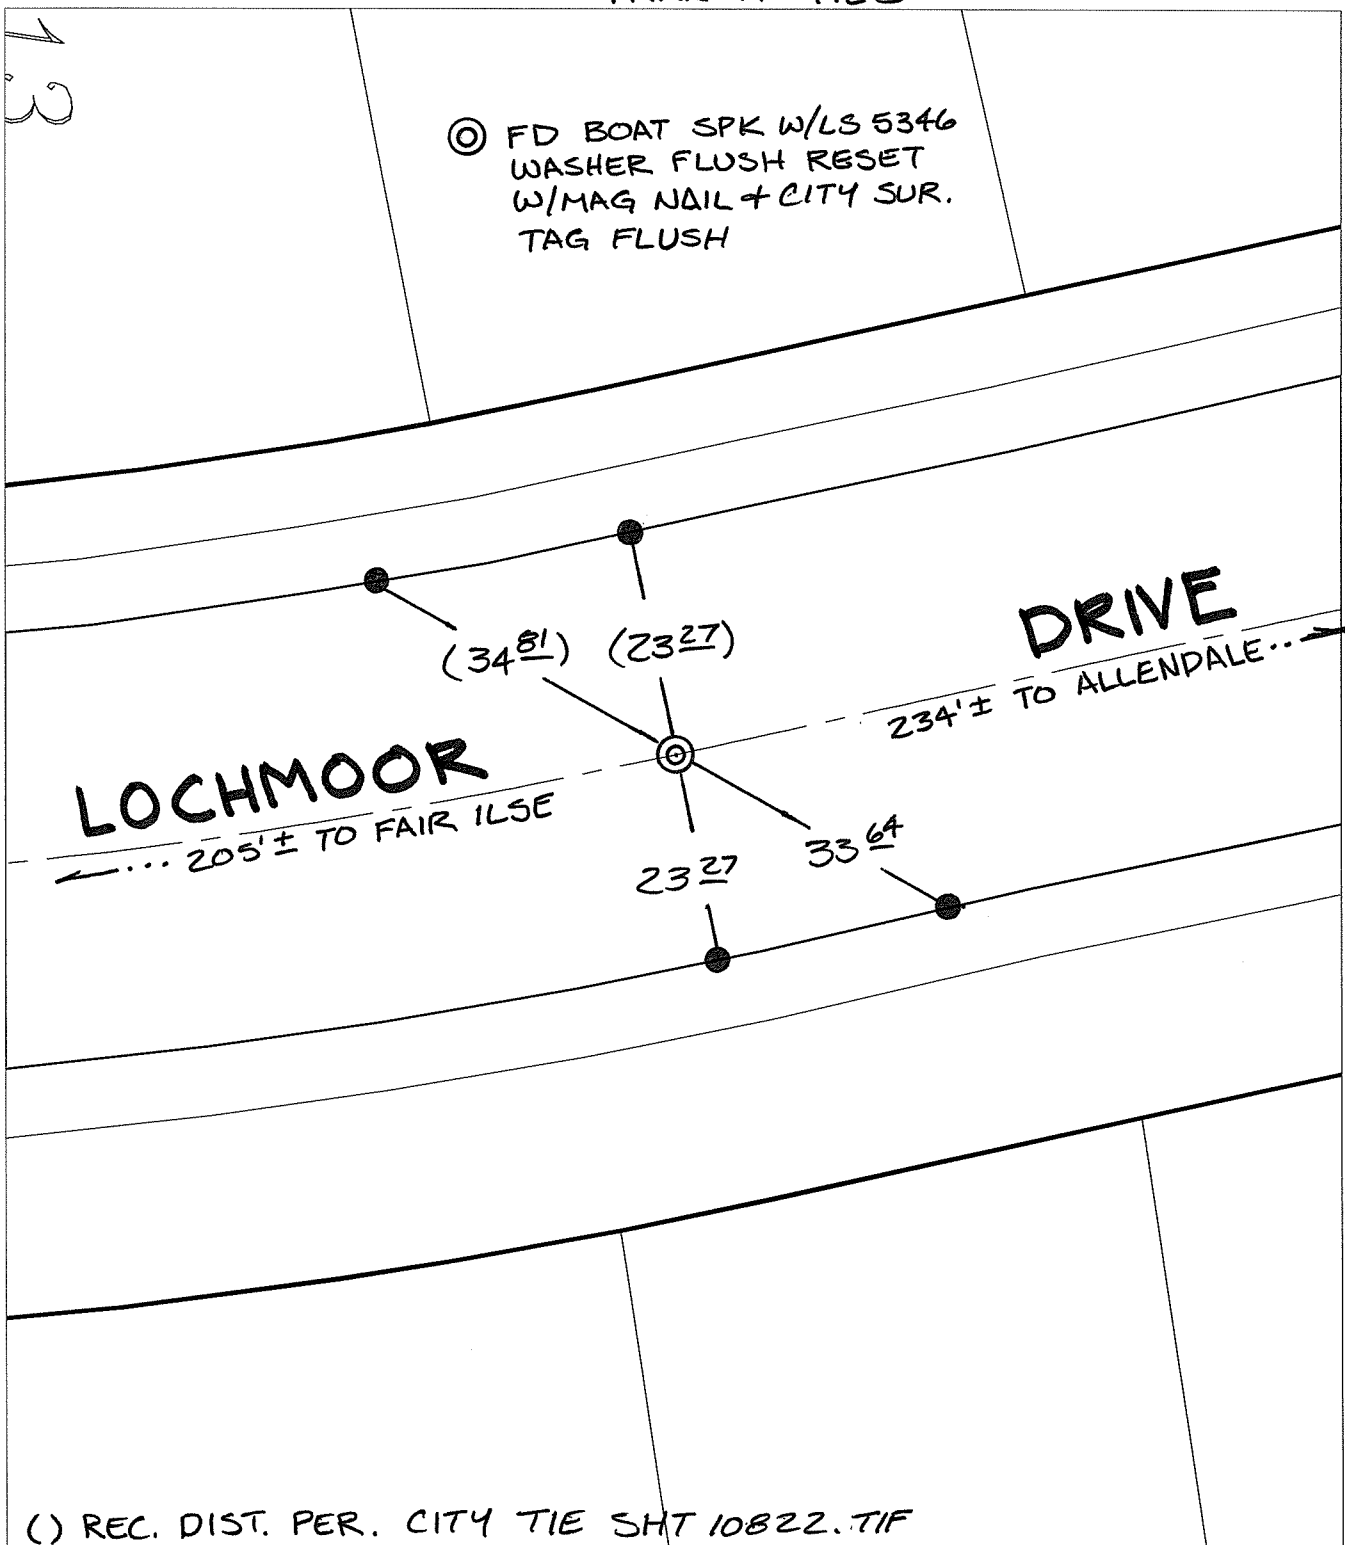 ◎ FD BOAT SPK W/LS 5346
WASHER FLUSH RESET
W/MAG NAIL & CITY SUR.
TAG FLUSH
(34 81) (23 27)
DRIVE
234'± TO ALLENDALE...
LOCHMOOR
...205'± TO FAIR ILSE
23 27
33 64
() REC. DIST. PER. CITY TIE SHT 10822.TIF